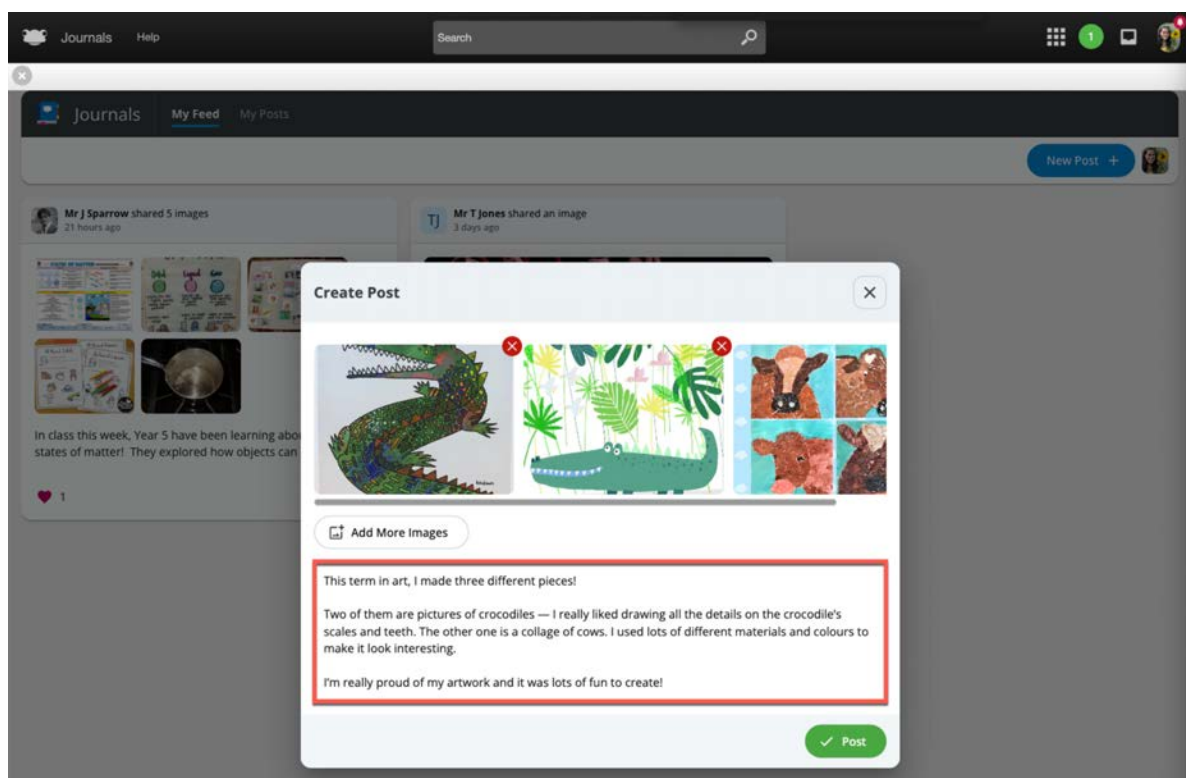 Journals Help Search 1
Journals My Feed My Posts
New Post +
Mr J Sparrow shared 5 images
21 hours ago
TJ Mr T Jones shared an image
3 days ago
In class this week, Year 5 have been learning abo
states of matter! They explored how objects can
1
Create Post
Add More Images
This term in art, I made three different pieces!
Two of them are pictures of crocodiles — I really liked drawing all the details on the crocodile's
scales and teeth. The other one is a collage of cows. I used lots of different materials and colours to
make it look interesting.
I'm really proud of my artwork and it was lots of fun to create!
Post